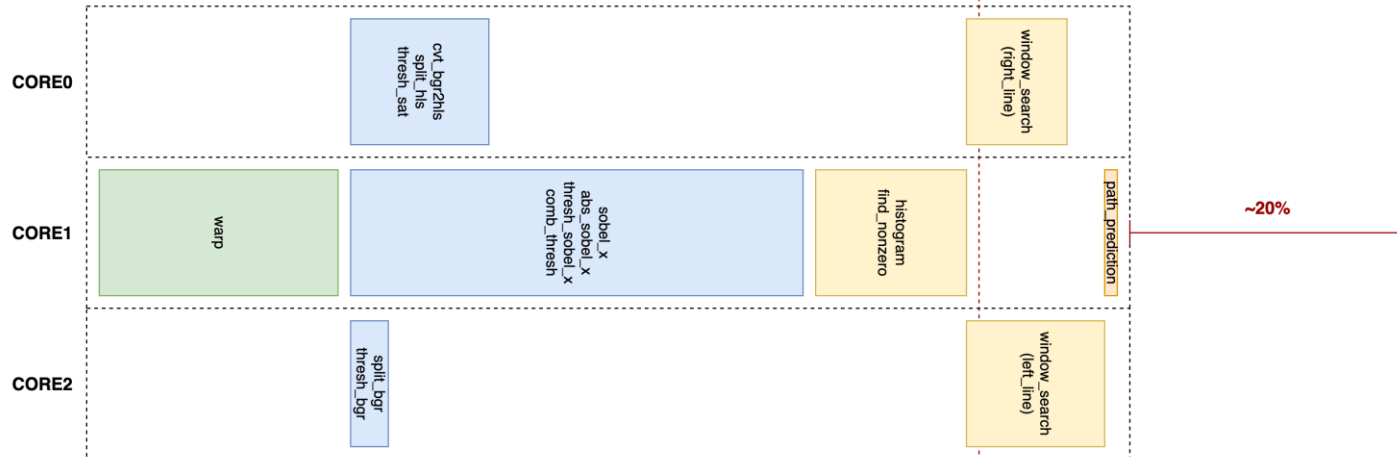 CORE0
cvt_bgr2hls
split_hls
thresh_sat
window_search
(right_line)
CORE1
warp
sobel_x
abs_sobel_x
thresh_sobel_x
comb_thresh
histogram
find_nonzero
path_prediction
~20%
CORE2
split_bgr
thresh_bgr
window_search
(left_line)